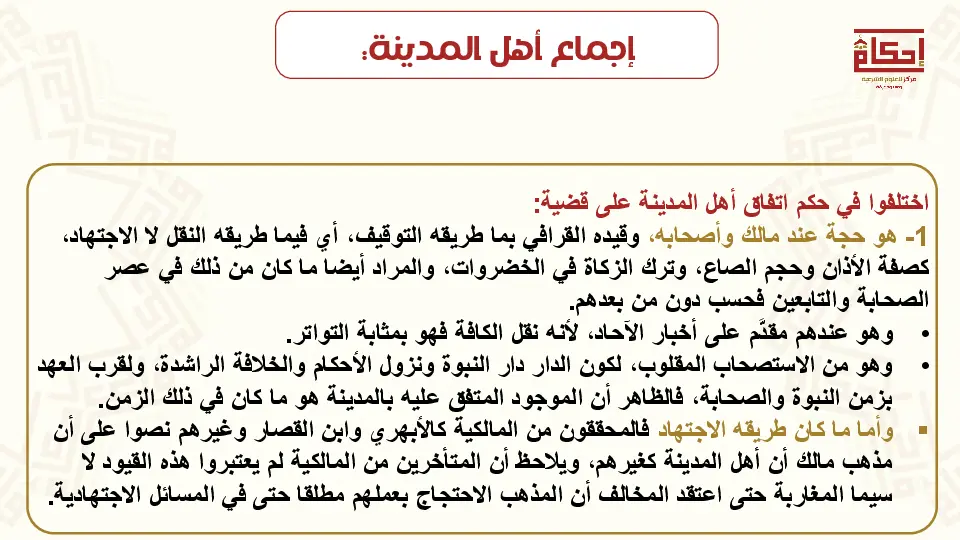 إجماع أهل المدينة:
إحكام
مركز للعلوم الشرعية
اختلفوا في حكم اتفاق أهل المدينة على قضية:
1- هو حجة عند مالك وأصحابه، وقيده القرافي بما طريقه التوقيف، أي فيما طريقه النقل لا الاجتهاد،
كصفة الأذان وحجم الصاع، وترك الزكاة في الخضروات، والمراد أيضا ما كان من ذلك في عصر
الصحابة والتابعين فحسب دون من بعدهم.
• وهو عندهم مقدَّم على أخبار الآحاد، لأنه نقل الكافة فهو بمثابة التواتر.
• وهو من الاستصحاب المقلوب، لكون الدار دار النبوة ونزول الأحكام والخلافة الراشدة، ولقرب العهد
بزمن النبوة والصحابة، فالظاهر أن الموجود المتفق عليه بالمدينة هو ما كان في ذلك الزمن.
▪ وأما ما كان طريقه الاجتهاد فالمحققون من المالكية كالأبهري وابن القصار وغيرهم نصوا على أن
مذهب مالك أن أهل المدينة كغيرهم، ويلاحظ أن المتأخرين من المالكية لم يعتبروا هذه القيود لا
سيما المغاربة حتى اعتقد المخالف أن المذهب الاحتجاج بعملهم مطلقا حتى في المسائل الاجتهادية.